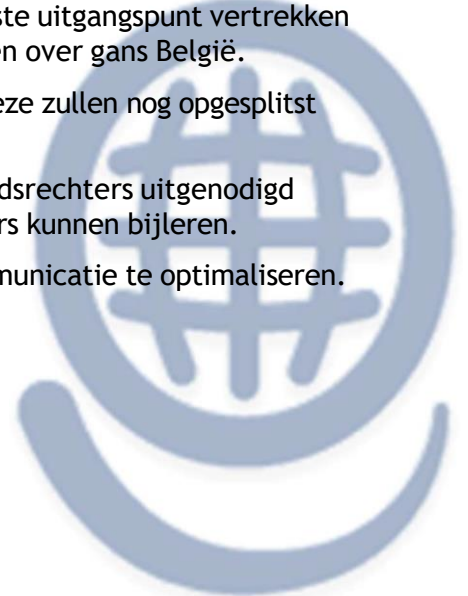 ste uitgangspunt vertrekken
en over gans België.
eze zullen nog opgesplitst
dsrechters uitgenodigd
rs kunnen bijleren.
municatie te optimaliseren.